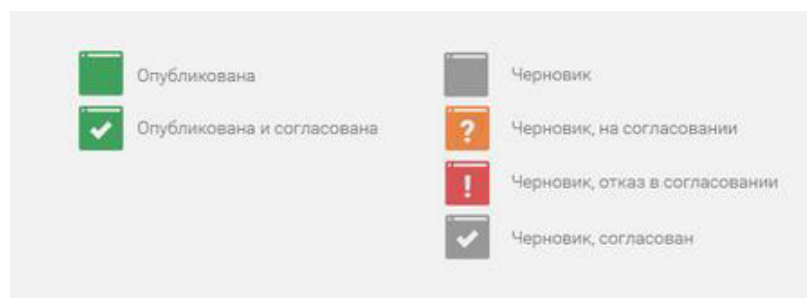 Опубликована
Опубликована и согласована
Черновик
? Черновик, на согласовании
! Черновик, отказ в согласовании
Черновик, согласован